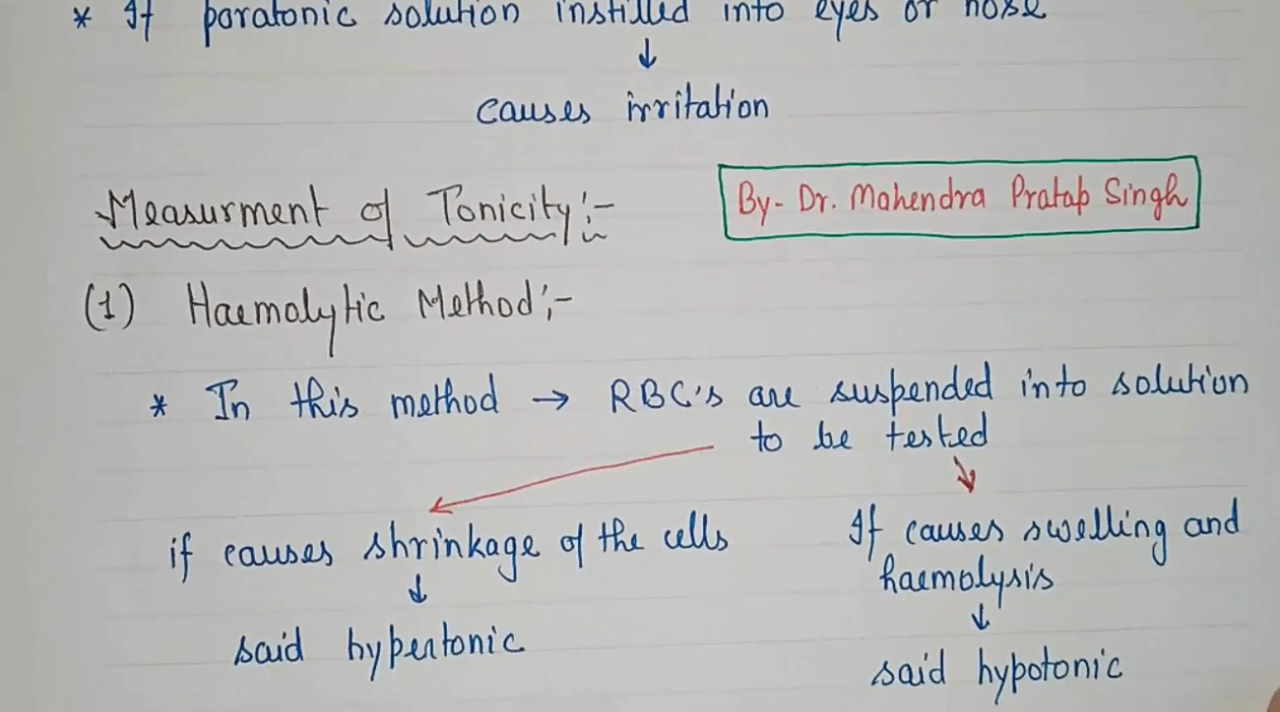 * If paratonic solution instilled into eyes or nose
↓
causes irritation
Measurment of Tonicity:-
By- Dr. Mahendra Pratap Singh
(1) Haemolytic Method:-
* In this method → RBC's are suspended into solution
to be tested
if causes shrinkage of the cells
↓
said hypertonic
If causes swelling and
haemolysis
↓
said hypotonic